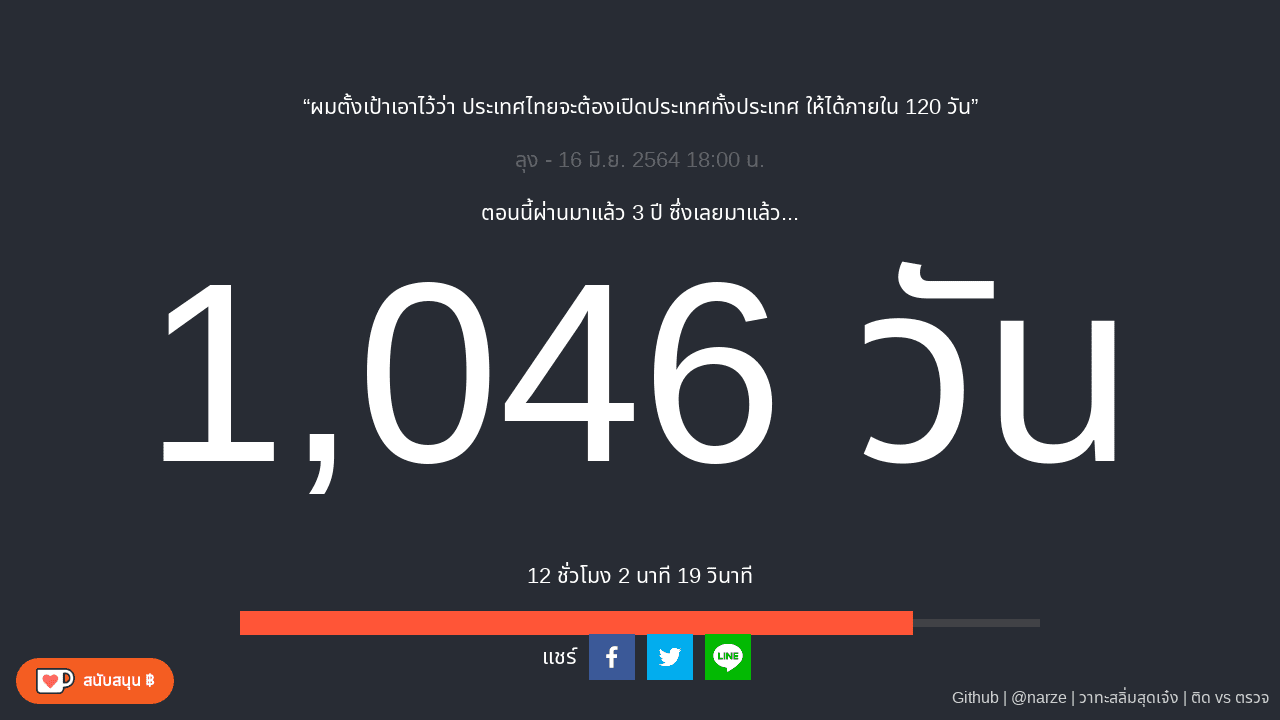 “ผมตั้งเป้าเอาไว้ว่า ประเทศไทยจะต้องเปิดประเทศทั้งประเทศ ให้ได้ภายใน 120 วัน”
ลุง - 16 มิ.ย. 2564 18:00 น.
ตอนนี้ผ่านมาแล้ว 3 ปี ซึ่งเลยมาแล้ว...
1,046 วัน
12 ชั่วโมง 2 นาที 19 วินาที
แชร์
LINE
สนับสนุน ฿
Github | @narze | วาทะสลิ่มสุดเจ๋ง | ติด vs ตรวจ